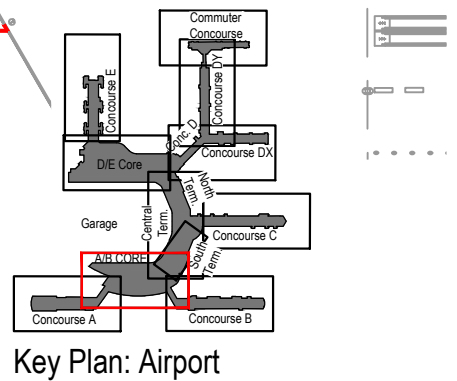 Commuter
Concourse
Concourse E
Concourse DY
Conc. D
Concourse DX
D/E Core
North
Term.
Central
Term.
Garage
Concourse C
South
Term.
A/B CORE
Concourse A
Concourse B
Key Plan: Airport